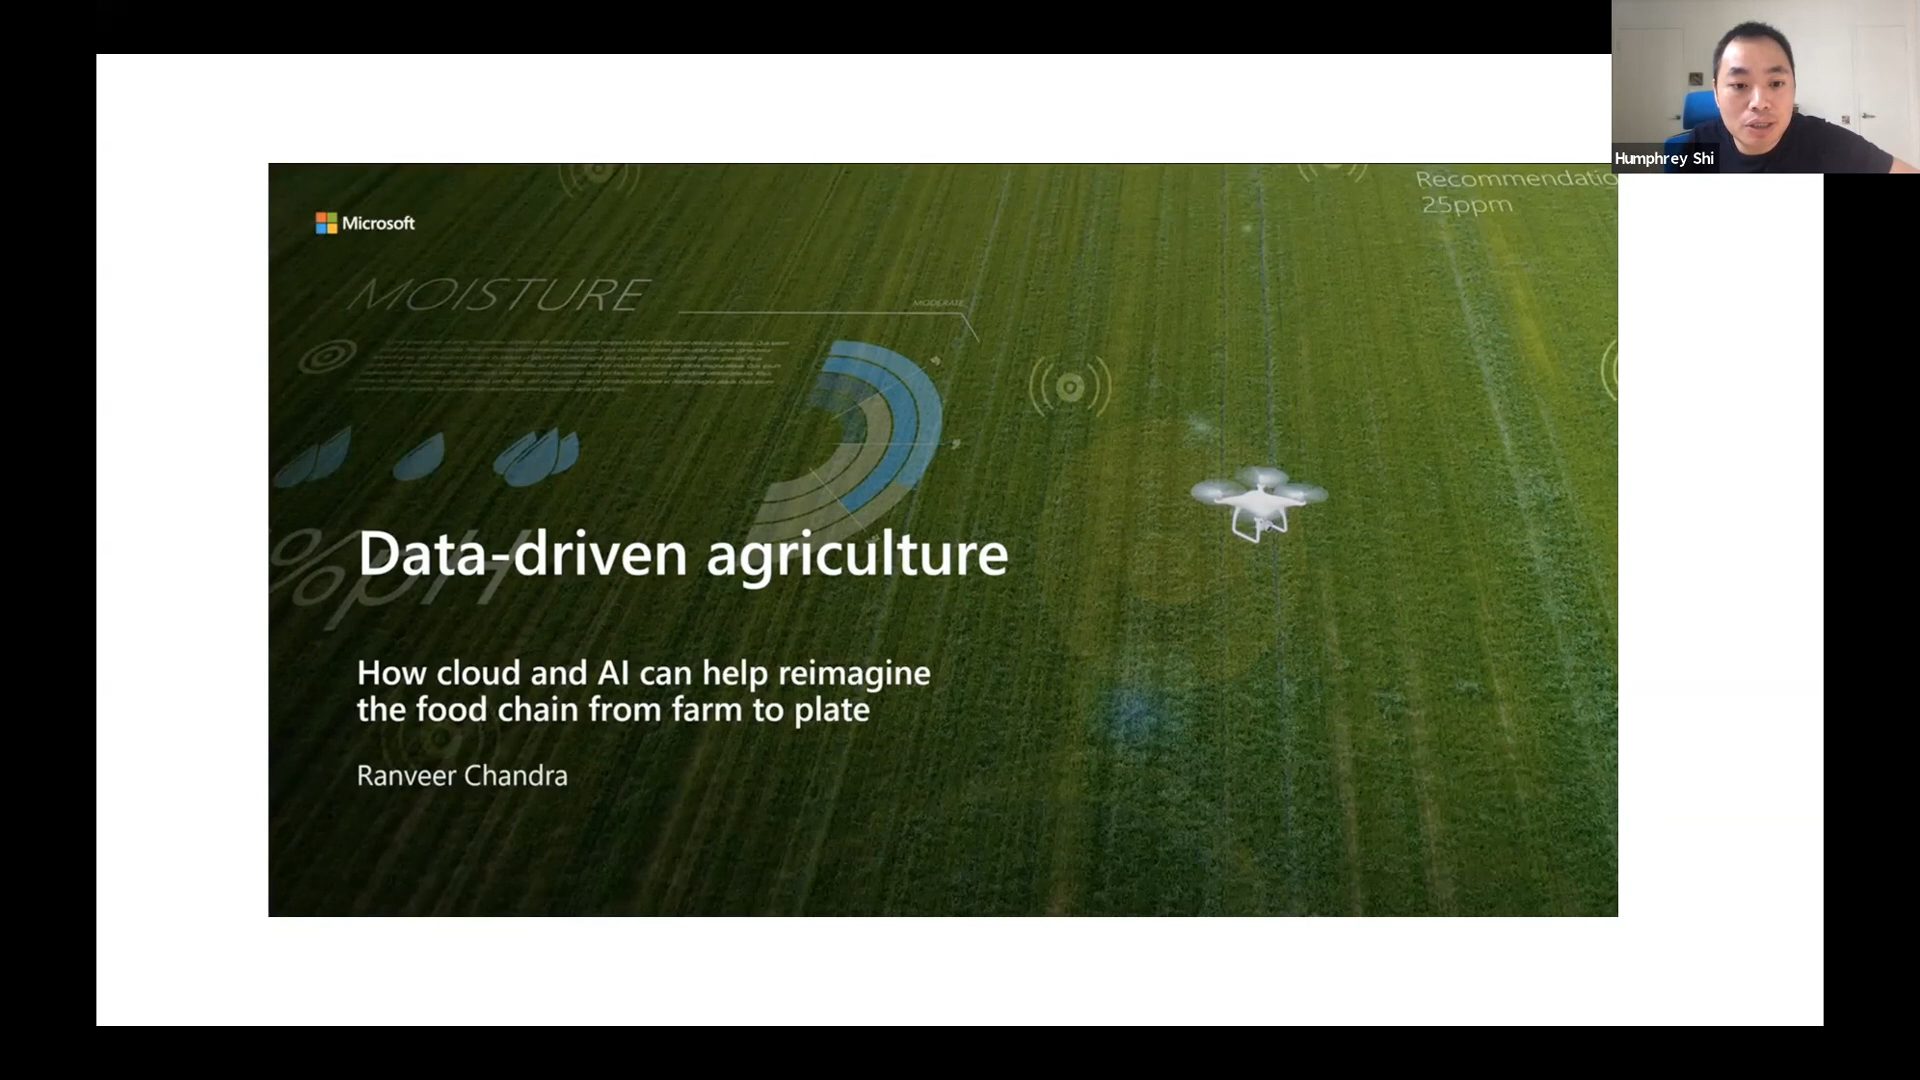 Humphrey Shi
Recommendatio
25ppm
Microsoft
MOISTURE
MODERATE
%pH
Data-driven agriculture
How cloud and AI can help reimagine
the food chain from farm to plate
Ranveer Chandra